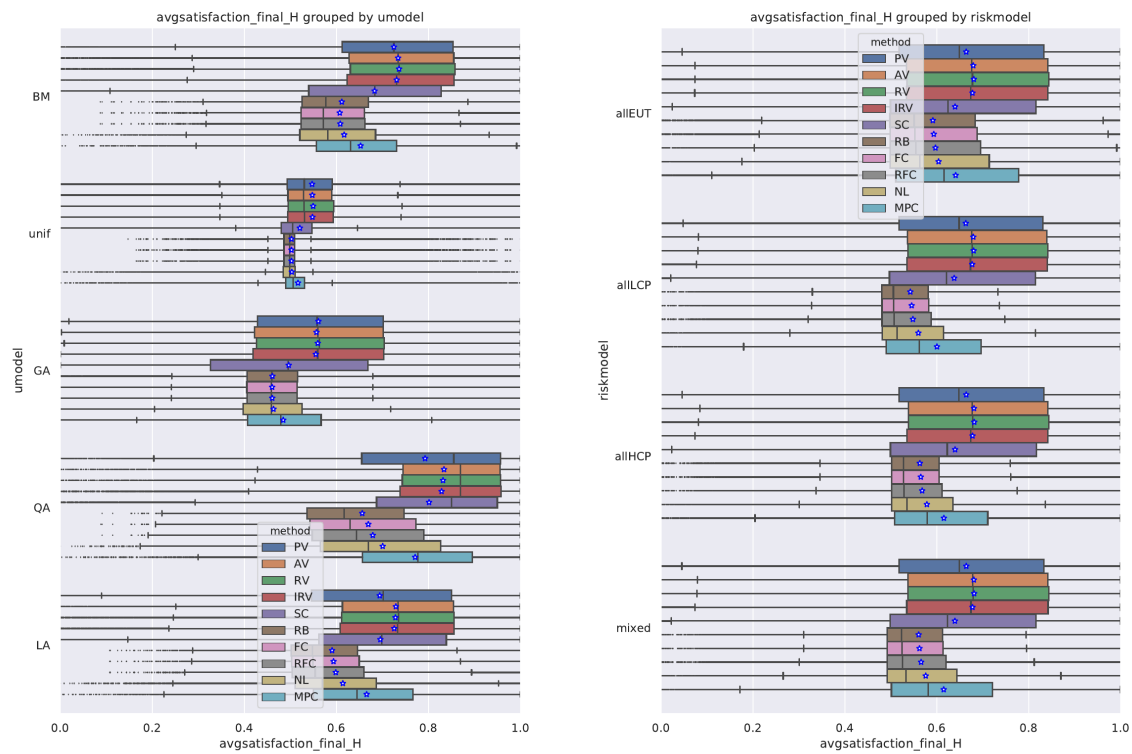 avgsatisfaction_final_H grouped by umodel
BM
unif
GA
QA
LA
umodel
method
PV
AV
RV
IRV
SC
RB
FC
RFC
NL
MPC
0.0 0.2 0.4 0.6 0.8 1.0
avgsatisfaction_final_H
avgsatisfaction_final_H grouped by riskmodel
method
PV
AV
RV
IRV
SC
RB
FC
RFC
NL
MPC
allEUT
allLCP
allHCP
mixed
riskmodel
0.0 0.2 0.4 0.6 0.8 1.0
avgsatisfaction_final_H